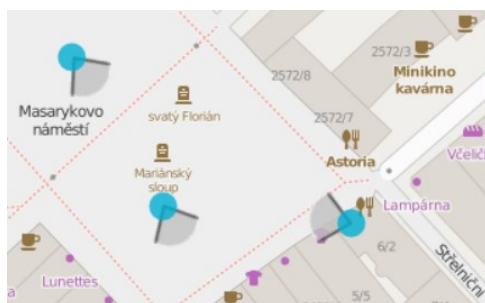 2572/3
Minikino
kavárna
2572/8
Masarykovo
náměstí
svatý Florián
2572/7
Astoria
Včelič
Mariánský
sloup
Lampárna
6/2
Střelniční
Lunettes
a
5/5